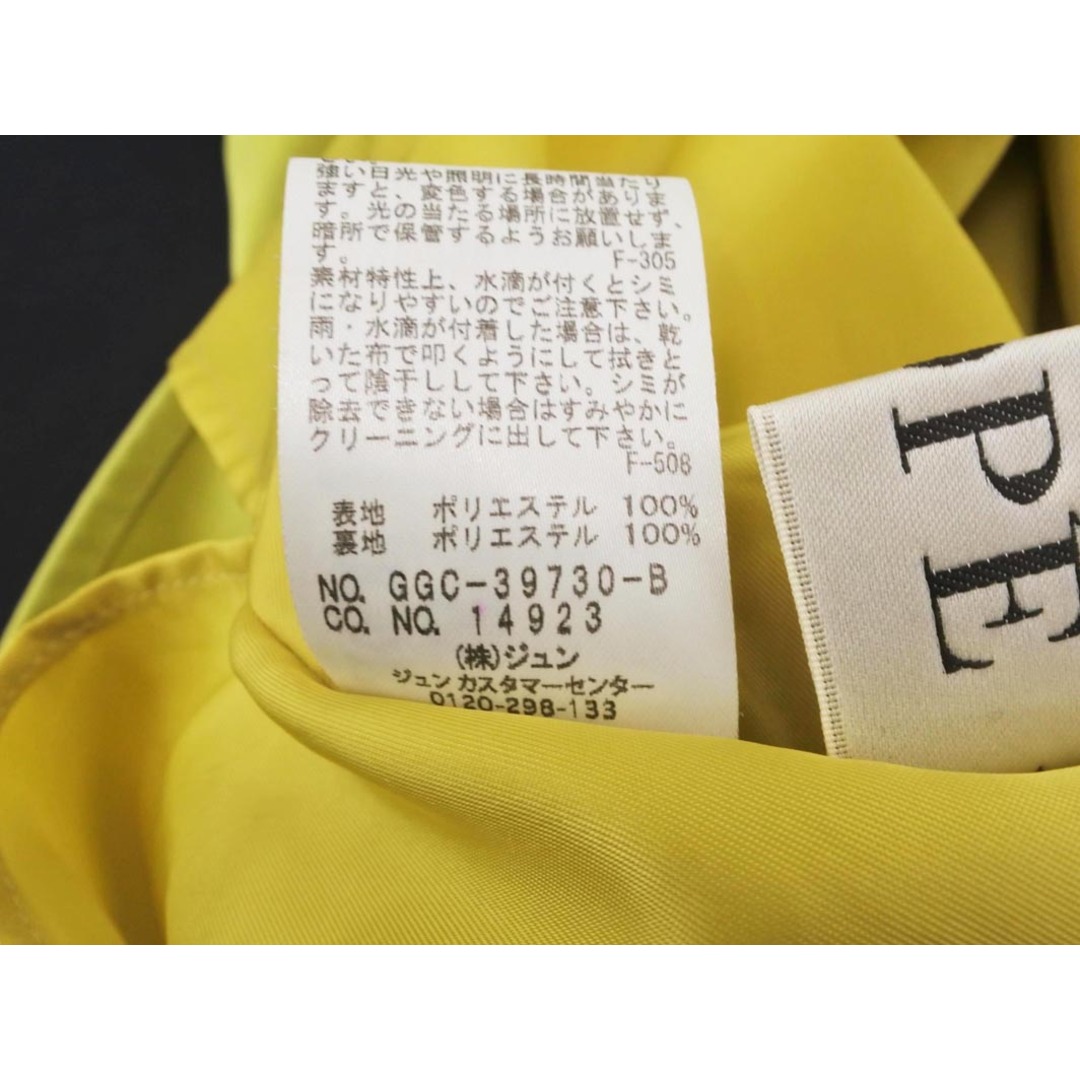 強い日光や照明に長時間当たり
ますと、変色する場合がありま
す。光の当たる場所に放置せず、
暗所で保管するようお願いしま
す。
F-305
素材特性上、水滴が付くとシミ
になりやすいのでご注意下さい。
雨・水滴が付着した場合は、乾
いた布で叩くようにして拭きと
って陰干しして下さい。シミが
除去できない場合はすみやかに
クリーニングに出して下さい。
F-508
表地 ポリエステル 100%
裏地 ポリエステル 100%
NO. GGC-39730-B
CO. NO. 14923
(株)ジュン
ジュン カスタマーセンター
0120-298-133
OPE